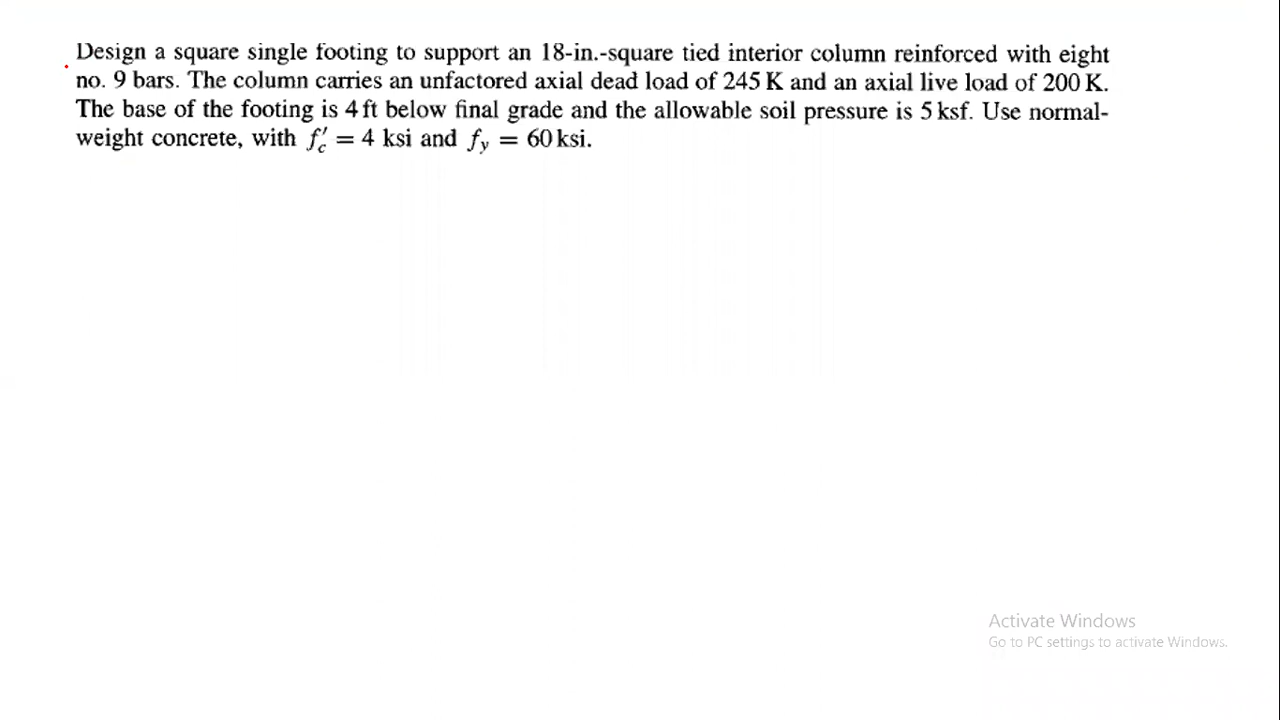 Design a square single footing to support an 18-in.-square tied interior column reinforced with eight
no. 9 bars. The column carries an unfactored axial dead load of 245 K and an axial live load of 200 K.
The base of the footing is 4 ft below final grade and the allowable soil pressure is 5 ksf. Use normal-
weight concrete, with f′c = 4 ksi and fy = 60 ksi.
Activate Windows
Go to PC settings to activate Windows.